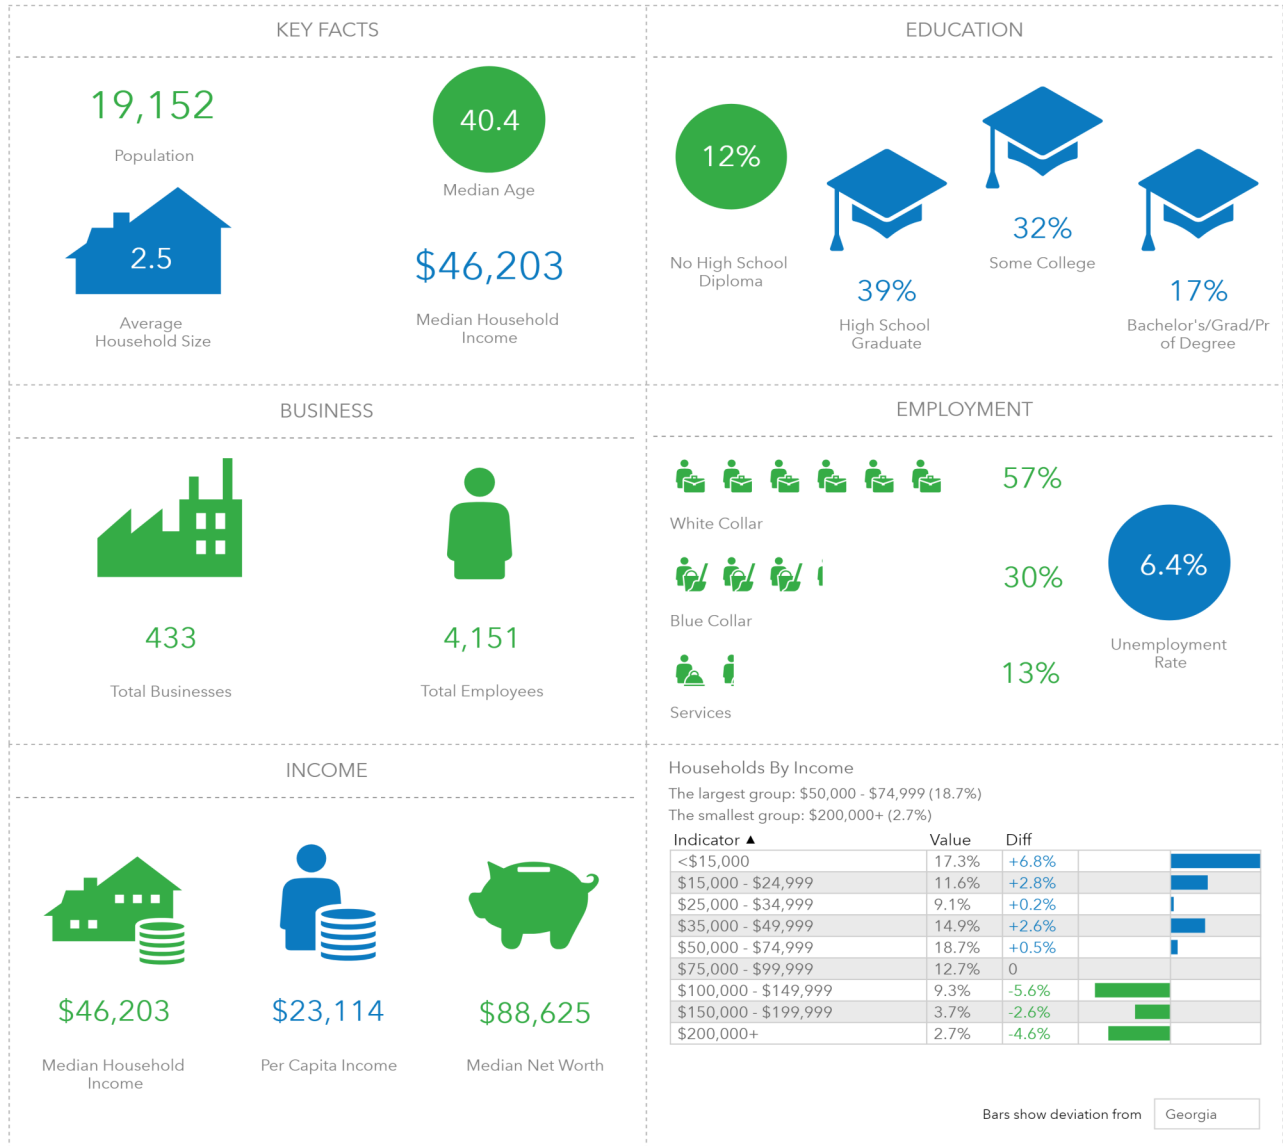 KEY FACTS
19,152
Population
40.4
Median Age
2.5
Average
Household Size
$46,203
Median Household
Income
EDUCATION
12%
No High School
Diploma
39%
High School
Graduate
32%
Some College
17%
Bachelor's/Grad/Pr
of Degree
BUSINESS
433
Total Businesses
4,151
Total Employees
EMPLOYMENT
57%
White Collar
30%
Blue Collar
13%
Services
6.4%
Unemployment
Rate
INCOME
$46,203
Median Household
Income
$23,114
Per Capita Income
$88,625
Median Net Worth
Households By Income
The largest group: $50,000 - $74,999 (18.7%)
The smallest group: $200,000+ (2.7%)
Indicator ▲ Value Diff
<$15,000 17.3% +6.8%
$15,000 - $24,999 11.6% +2.8%
$25,000 - $34,999 9.1% +0.2%
$35,000 - $49,999 14.9% +2.6%
$50,000 - $74,999 18.7% +0.5%
$75,000 - $99,999 12.7% 0
$100,000 - $149,999 9.3% -5.6%
$150,000 - $199,999 3.7% -2.6%
$200,000+ 2.7% -4.6%
Bars show deviation from Georgia